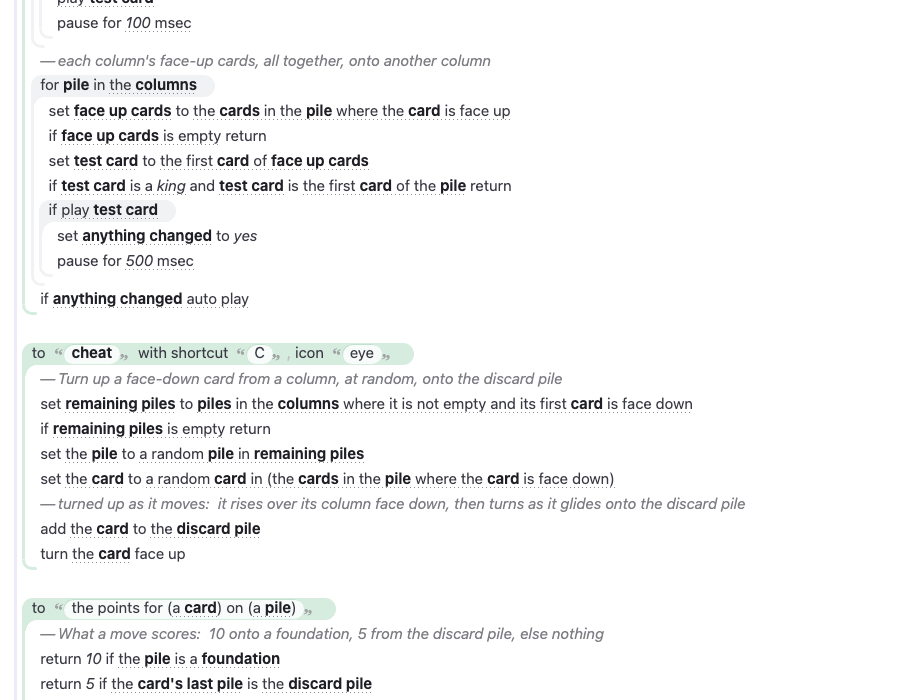 play test card
pause for 100 msec
— each column's face-up cards, all together, onto another column
for pile in the columns
set face up cards to the cards in the pile where the card is face up
if face up cards is empty return
set test card to the first card of face up cards
if test card is a king and test card is the first card of the pile return
if play test card
set anything changed to yes
pause for 500 msec
if anything changed auto play
to “ cheat ” with shortcut “ C ” , icon “ eye ”
— Turn up a face-down card from a column, at random, onto the discard pile
set remaining piles to piles in the columns where it is not empty and its first card is face down
if remaining piles is empty return
set the pile to a random pile in remaining piles
set the card to a random card in (the cards in the pile where the card is face down)
— turned up as it moves: it rises over its column face down, then turns as it glides onto the discard pile
add the card to the discard pile
turn the card face up
to “ the points for (a card) on (a pile) ”
— What a move scores: 10 onto a foundation, 5 from the discard pile, else nothing
return 10 if the pile is a foundation
return 5 if the card's last pile is the discard pile